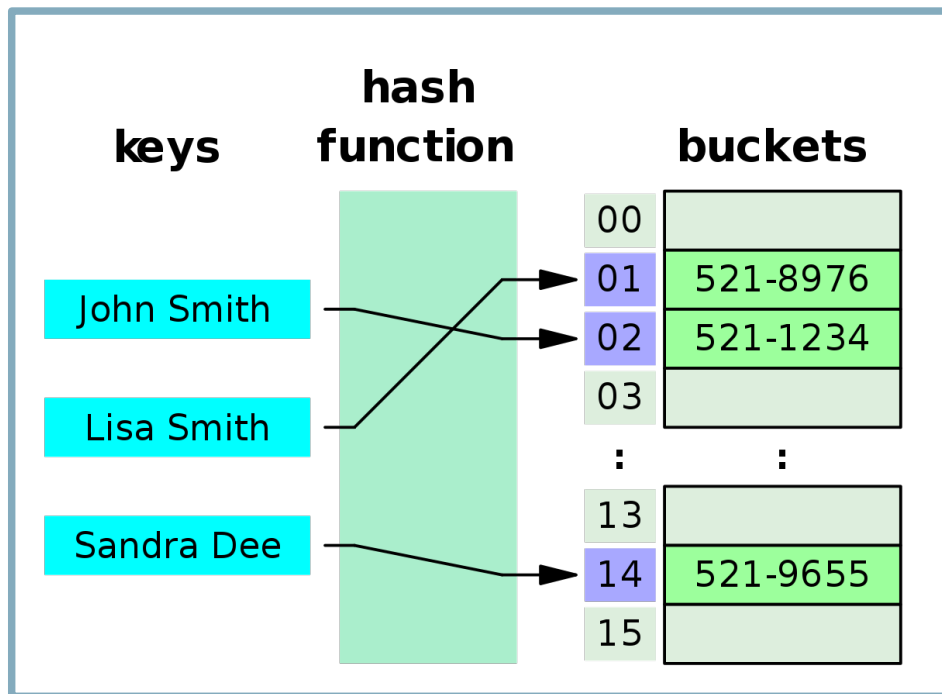 hash
keys function buckets
00
01 521-8976
John Smith
02 521-1234
03
Lisa Smith
: :
13
Sandra Dee
14 521-9655
15